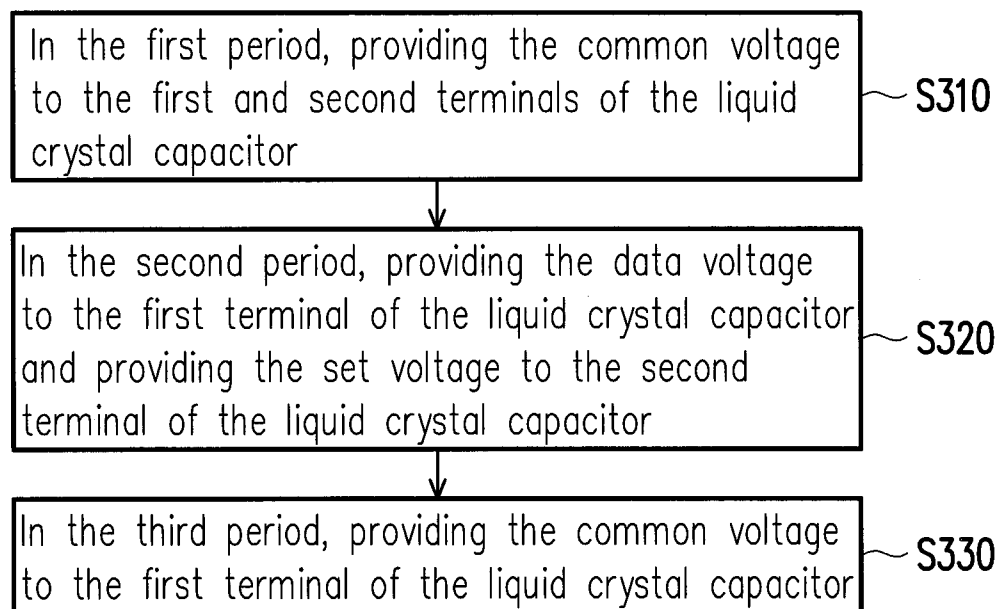 In the first period, providing the common voltage
to the first and second terminals of the liquid
crystal capacitor
S310
In the second period, providing the data voltage
to the first terminal of the liquid crystal capacitor
and providing the set voltage to the second
terminal of the liquid crystal capacitor
S320
In the third period, providing the common voltage
to the first terminal of the liquid crystal capacitor
S330